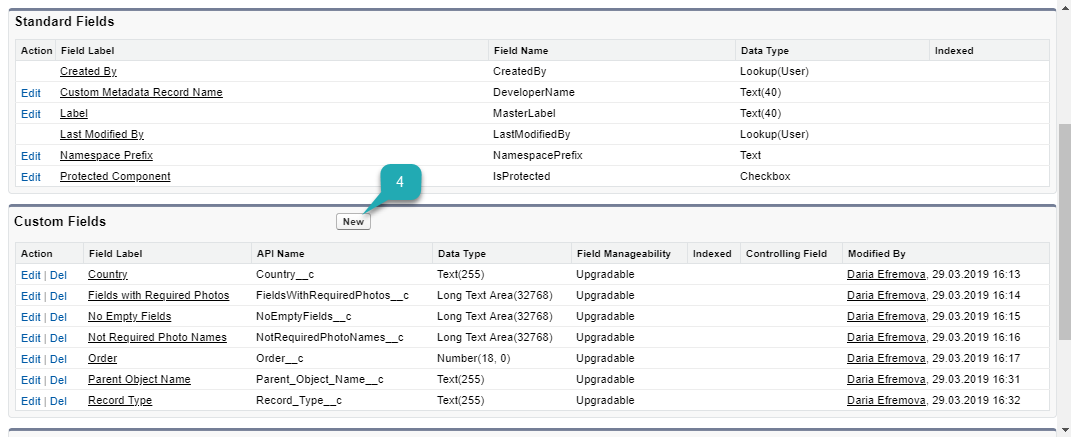 Standard Fields
Action Field Label Field Name Data Type Indexed
Created By CreatedBy Lookup(User)
Edit Custom Metadata Record Name DeveloperName Text(40)
Edit Label MasterLabel Text(40)
Last Modified By LastModifiedBy Lookup(User)
Edit Namespace Prefix NamespacePrefix Text
Edit Protected Component IsProtected Checkbox
4
Custom Fields New
Action Field Label API Name Data Type Field Manageability Indexed Controlling Field Modified By
Edit | Del Country Country__c Text(255) Upgradable Daria Efremova, 29.03.2019 16:13
Edit | Del Fields with Required Photos FieldsWithRequiredPhotos__c Long Text Area(32768) Upgradable Daria Efremova, 29.03.2019 16:14
Edit | Del No Empty Fields NoEmptyFields__c Long Text Area(32768) Upgradable Daria Efremova, 29.03.2019 16:15
Edit | Del Not Required Photo Names NotRequiredPhotoNames__c Long Text Area(32768) Upgradable Daria Efremova, 29.03.2019 16:16
Edit | Del Order Order__c Number(18, 0) Upgradable Daria Efremova, 29.03.2019 16:17
Edit | Del Parent Object Name Parent_Object_Name__c Text(255) Upgradable Daria Efremova, 29.03.2019 16:31
Edit | Del Record Type Record_Type__c Text(255) Upgradable Daria Efremova, 29.03.2019 16:32